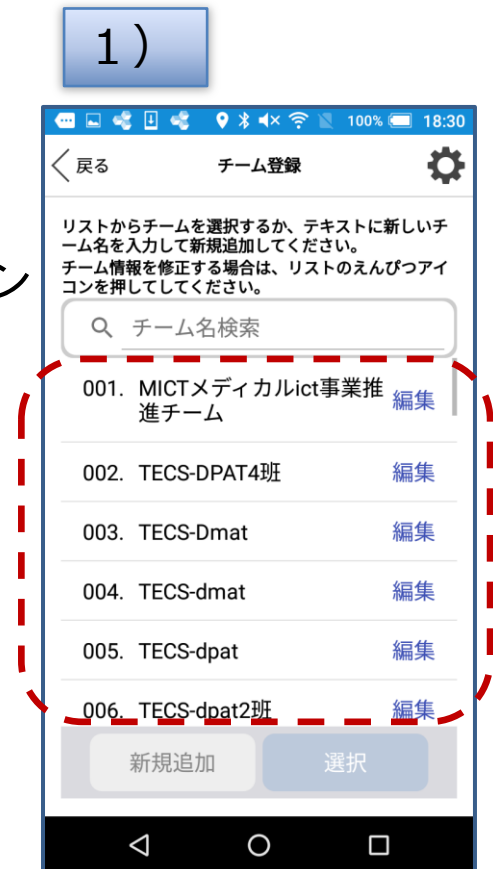 1）
100% 18:30
戻る チーム登録
リストからチームを選択するか、テキストに新しいチ
ーム名を入力して新規追加してください。
チーム情報を修正する場合は、リストのえんぴつアイ
コンを押してしてください。
ン
チーム名検索
001. MICTメディカルict事業推 編集
進チーム
002. TECS-DPAT4班 編集
003. TECS-Dmat 編集
004. TECS-dmat 編集
005. TECS-dpat 編集
006. TECS-dpat2班 編集
新規追加 選択